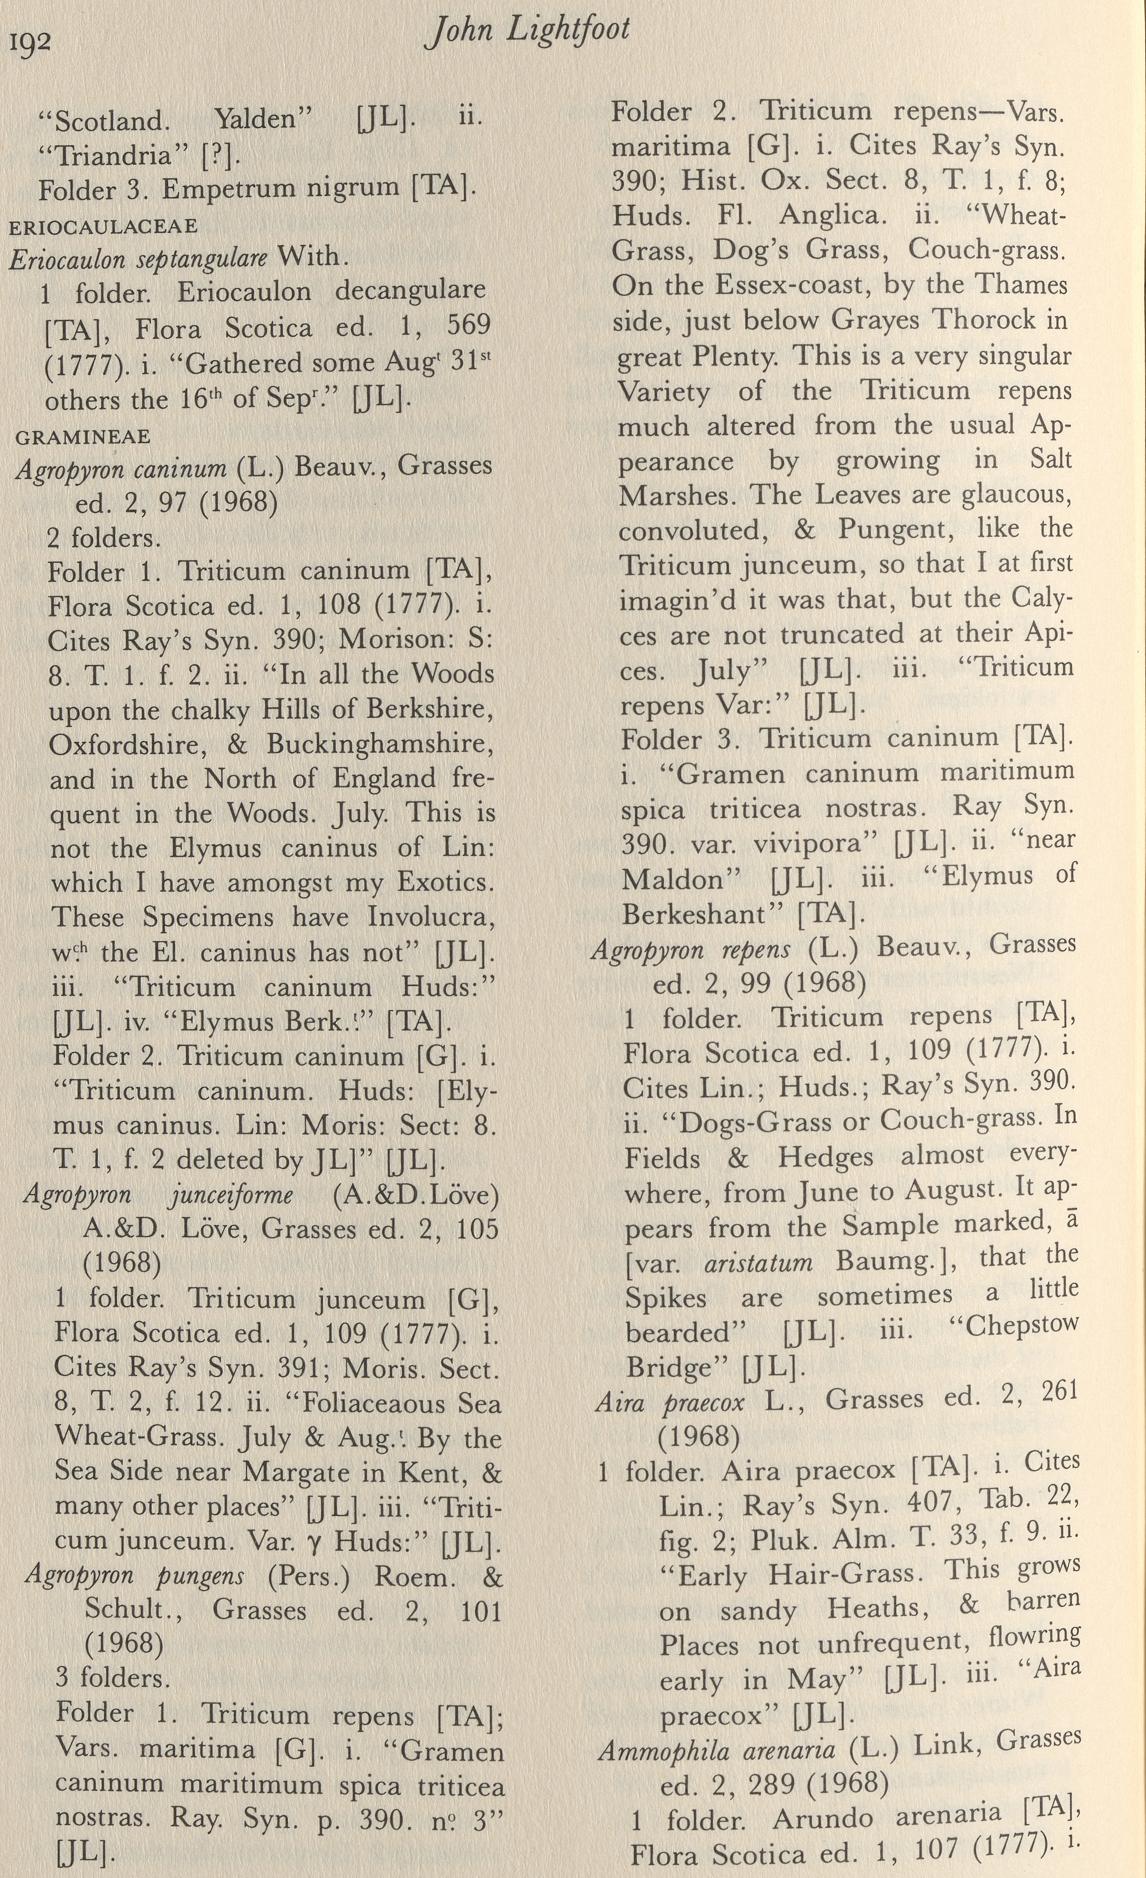 192
John Lightfoot
“Scotland. Yalden” [JL]. ii.
“Triandria” [?].
Folder 3. Empetrum nigrum [TA].
ERIOCAULACEAE
Eriocaulon septangulare With.
1 folder. Eriocaulon decangulare
[TA], Flora Scotica ed. 1, 569
(1777). i. “Gathered some Augᵗ 31ˢᵗ
others the 16ᵗʰ of Sepʳ.” [JL].
GRAMINEAE
Agropyron caninum (L.) Beauv., Grasses
ed. 2, 97 (1968)
2 folders.
Folder 1. Triticum caninum [TA],
Flora Scotica ed. 1, 108 (1777). i.
Cites Ray’s Syn. 390; Morison: S:
8. T. 1. f. 2. ii. “In all the Woods
upon the chalky Hills of Berkshire,
Oxfordshire, & Buckinghamshire,
and in the North of England fre-
quent in the Woods. July. This is
not the Elymus caninus of Lin:
which I have amongst my Exotics.
These Specimens have Involucra,
w.ᶜʰ the El. caninus has not” [JL].
iii. “Triticum caninum Huds:”
[JL]. iv. “Elymus Berk.ᵗ” [TA].
Folder 2. Triticum caninum [G]. i.
“Triticum caninum. Huds: [Ely-
mus caninus. Lin: Moris: Sect: 8.
T. 1, f. 2 deleted by JL]” [JL].
Agropyron junceiforme (A.&D.Löve)
A.&D. Löve, Grasses ed. 2, 105
(1968)
1 folder. Triticum junceum [G],
Flora Scotica ed. 1, 109 (1777). i.
Cites Ray’s Syn. 391; Moris. Sect.
8, T. 2, f. 12. ii. “Foliaceaous Sea
Wheat-Grass. July & Aug.ᵗ By the
Sea Side near Margate in Kent, &
many other places” [JL]. iii. “Triti-
cum junceum. Var. γ Huds:” [JL].
Agropyron pungens (Pers.) Roem. &
Schult., Grasses ed. 2, 101
(1968)
3 folders.
Folder 1. Triticum repens [TA];
Vars. maritima [G]. i. “Gramen
caninum maritimum spica triticea
nostras. Ray. Syn. p. 390. n.º 3”
[JL].
Folder 2. Triticum repens—Vars.
maritima [G]. i. Cites Ray’s Syn.
390; Hist. Ox. Sect. 8, T. 1, f. 8;
Huds. Fl. Anglica. ii. “Wheat-
Grass, Dog’s Grass, Couch-grass.
On the Essex-coast, by the Thames
side, just below Grayes Thorock in
great Plenty. This is a very singular
Variety of the Triticum repens
much altered from the usual Ap-
pearance by growing in Salt
Marshes. The Leaves are glaucous,
convoluted, & Pungent, like the
Triticum junceum, so that I at first
imagin’d it was that, but the Caly-
ces are not truncated at their Api-
ces. July” [JL]. iii. “Triticum
repens Var:” [JL].
Folder 3. Triticum caninum [TA].
i. “Gramen caninum maritimum
spica triticea nostras. Ray Syn.
390. var. vivipora” [JL]. ii. “near
Maldon” [JL]. iii. “Elymus of
Berkeshant” [TA].
Agropyron repens (L.) Beauv., Grasses
ed. 2, 99 (1968)
1 folder. Triticum repens [TA],
Flora Scotica ed. 1, 109 (1777). i.
Cites Lin.; Huds.; Ray’s Syn. 390.
ii. “Dogs-Grass or Couch-grass. In
Fields & Hedges almost every-
where, from June to August. It ap-
pears from the Sample marked, ā
[var. aristatum Baumg.], that the
Spikes are sometimes a little
bearded” [JL]. iii. “Chepstow
Bridge” [JL].
Aira praecox L., Grasses ed. 2, 261
(1968)
1 folder. Aira praecox [TA]. i. Cites
Lin.; Ray’s Syn. 407, Tab. 22,
fig. 2; Pluk. Alm. T. 33, f. 9. ii.
“Early Hair-Grass. This grows
on sandy Heaths, & barren
Places not unfrequent, flowring
early in May” [JL]. iii. “Aira
praecox” [JL].
Ammophila arenaria (L.) Link, Grasses
ed. 2, 289 (1968)
1 folder. Arundo arenaria [TA],
Flora Scotica ed. 1, 107 (1777). i.